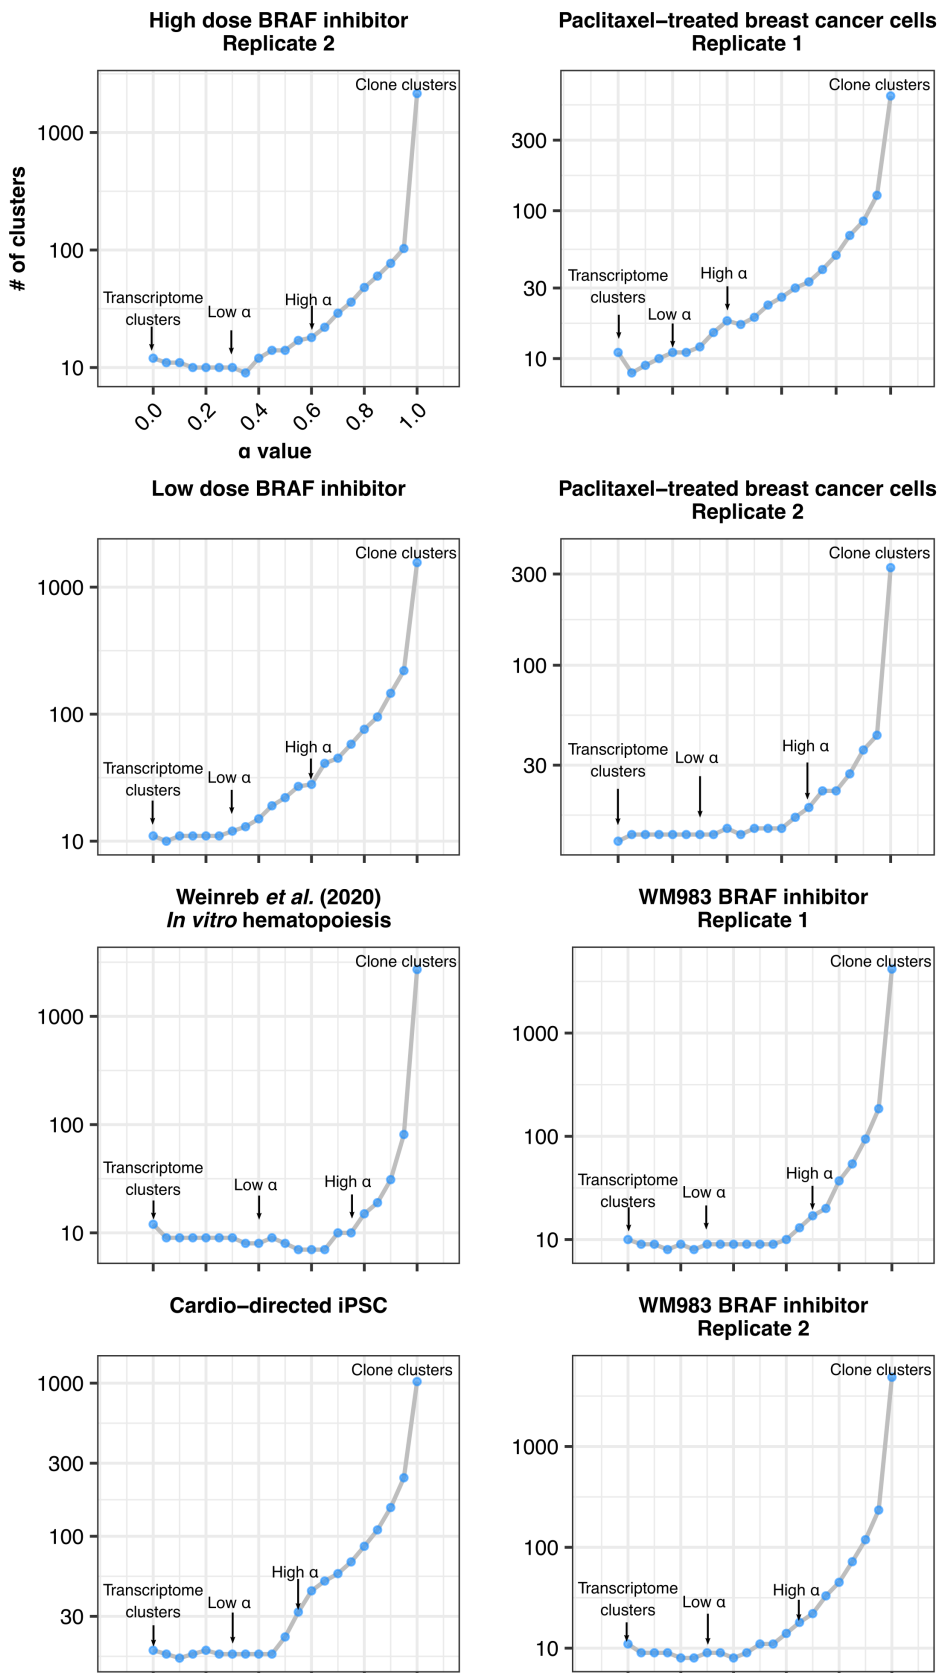 High dose BRAF inhibitor
Replicate 2
# of clusters
1000
100
10
Transcriptome
clusters
Low α
High α
Clone clusters
0.0
0.2
0.4
0.6
0.8
1.0
α value
Paclitaxel–treated breast cancer cells
Replicate 1
300
100
30
10
Transcriptome
clusters
Low α
High α
Clone clusters
Low dose BRAF inhibitor
1000
100
10
Transcriptome
clusters
Low α
High α
Clone clusters
Paclitaxel–treated breast cancer cells
Replicate 2
300
100
30
Transcriptome
clusters
Low α
High α
Clone clusters
Weinreb et al. (2020)
In vitro hematopoiesis
1000
100
10
Transcriptome
clusters
Low α
High α
Clone clusters
WM983 BRAF inhibitor
Replicate 1
1000
100
10
Transcriptome
clusters
Low α
High α
Clone clusters
Cardio–directed iPSC
1000
300
100
30
Transcriptome
clusters
Low α
High α
Clone clusters
WM983 BRAF inhibitor
Replicate 2
1000
100
10
Transcriptome
clusters
Low α
High α
Clone clusters